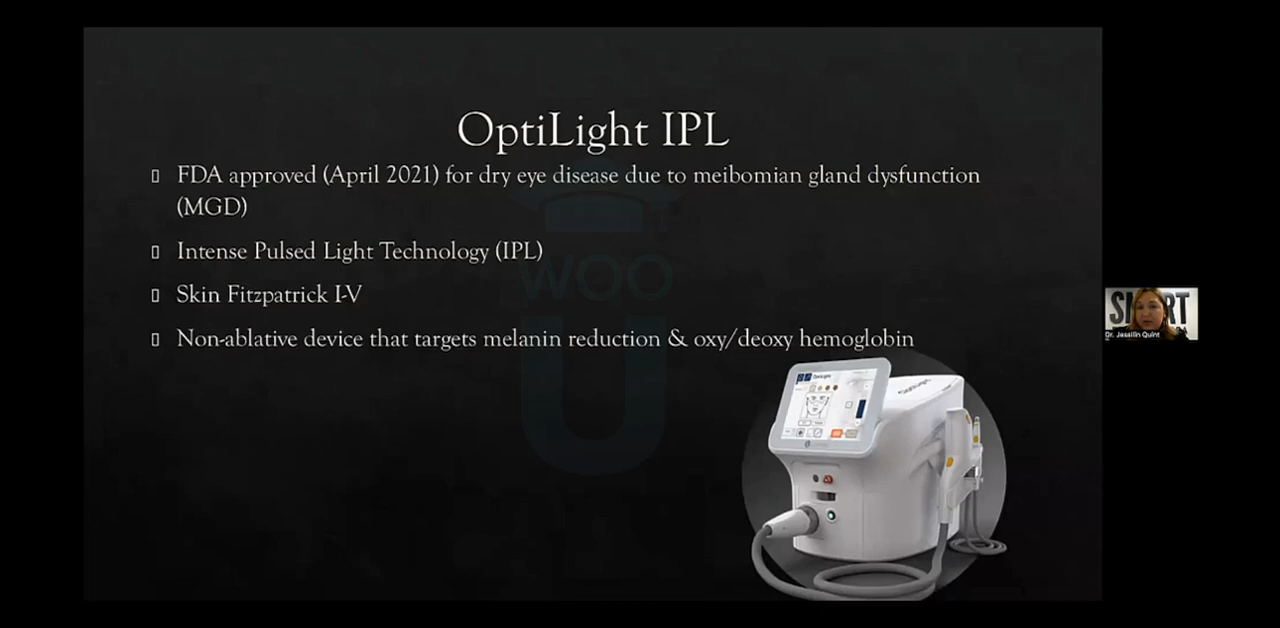 OptiLight IPL
▯ FDA approved (April 2021) for dry eye disease due to meibomian gland dysfunction
(MGD)
▯ Intense Pulsed Light Technology (IPL)
▯ Skin Fitzpatrick I-V
▯ Non-ablative device that targets melanin reduction & oxy/deoxy hemoglobin
WOO
U
Dr. Jesallin Quint